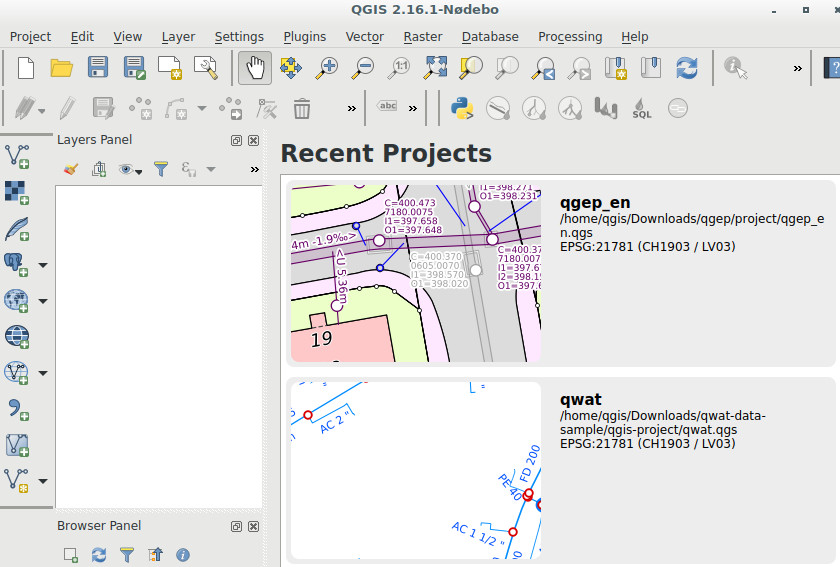 QGIS 2.16.1-Nødebo
Project Edit View Layer Settings Plugins Vector Raster Database Processing Help
1:1
?
abc
SQL
Layers Panel
ε
Recent Projects
C=400.473
7180.0075
I1=397.658
O1=397.648
I1=398.271
O1=398.231
4m -1.9‰>
<U 5.36m
C=400.370
0605.0070
I1=398.570
O1=398.020
C=400.37
7180.007
I1=397.6
I2=398.1
O1=397.6
19
qgep_en
/home/qgis/Downloads/qgep/project/qgep_e
n.qgs
EPSG:21781 (CH1903 / LV03)
AC 2 "
FD 200
PE 40
AC 1 1/2 "
qwat
/home/qgis/Downloads/qwat-data-
sample/qgis-project/qwat.qgs
EPSG:21781 (CH1903 / LV03)
Browser Panel